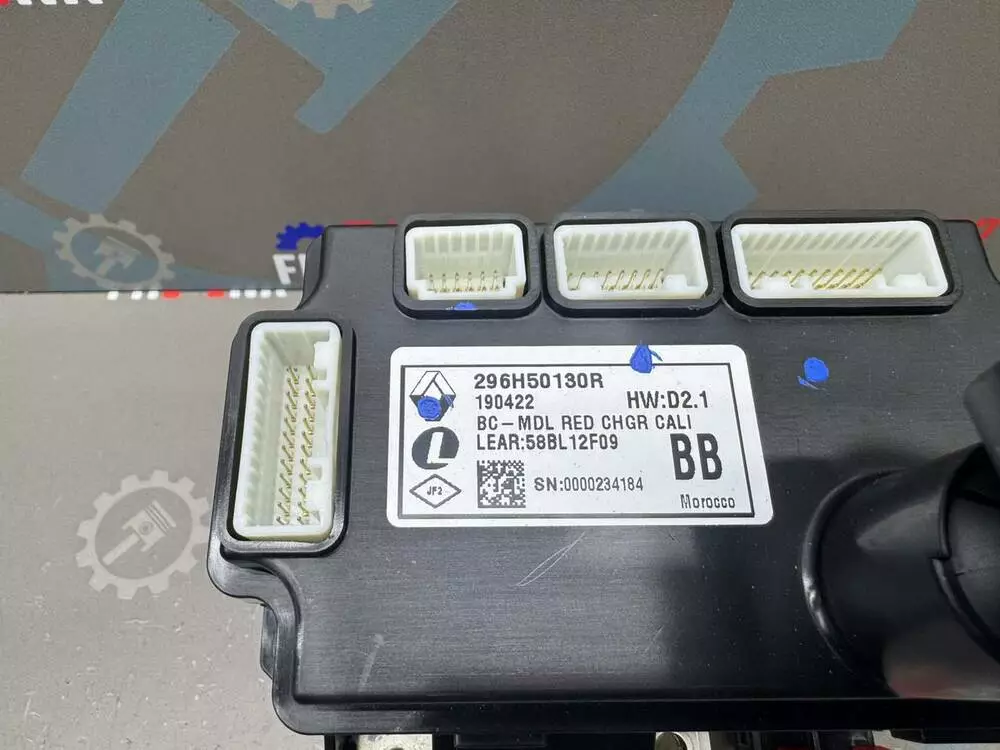 296H50130R
190422 HW:D2.1
BC-MDL RED CHGR CALI
LEAR:58BL12F09
BB
JF2
SN:0000234184
Morocco